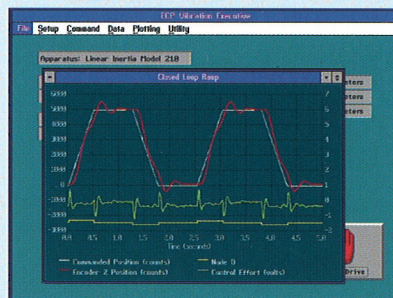 ECP Vibration Executive
File Setup Command Data Plotting Utility
Apparatus: Linear Inertia Model 210
Closed Loop Ramp
6000 7
5000 6
4000 5
3000 4
2000 3
1000 2
0 1
-1000 0
-2000 -1
-3000 -2
0.0 0.5 1.0 1.5 2.0 2.5 3.0 3.5 4.0 4.5 5.0
Time (seconds)
Commanded Position (counts) Node D
Encoder 2 Position (counts) Control Effort (volts)
Drive